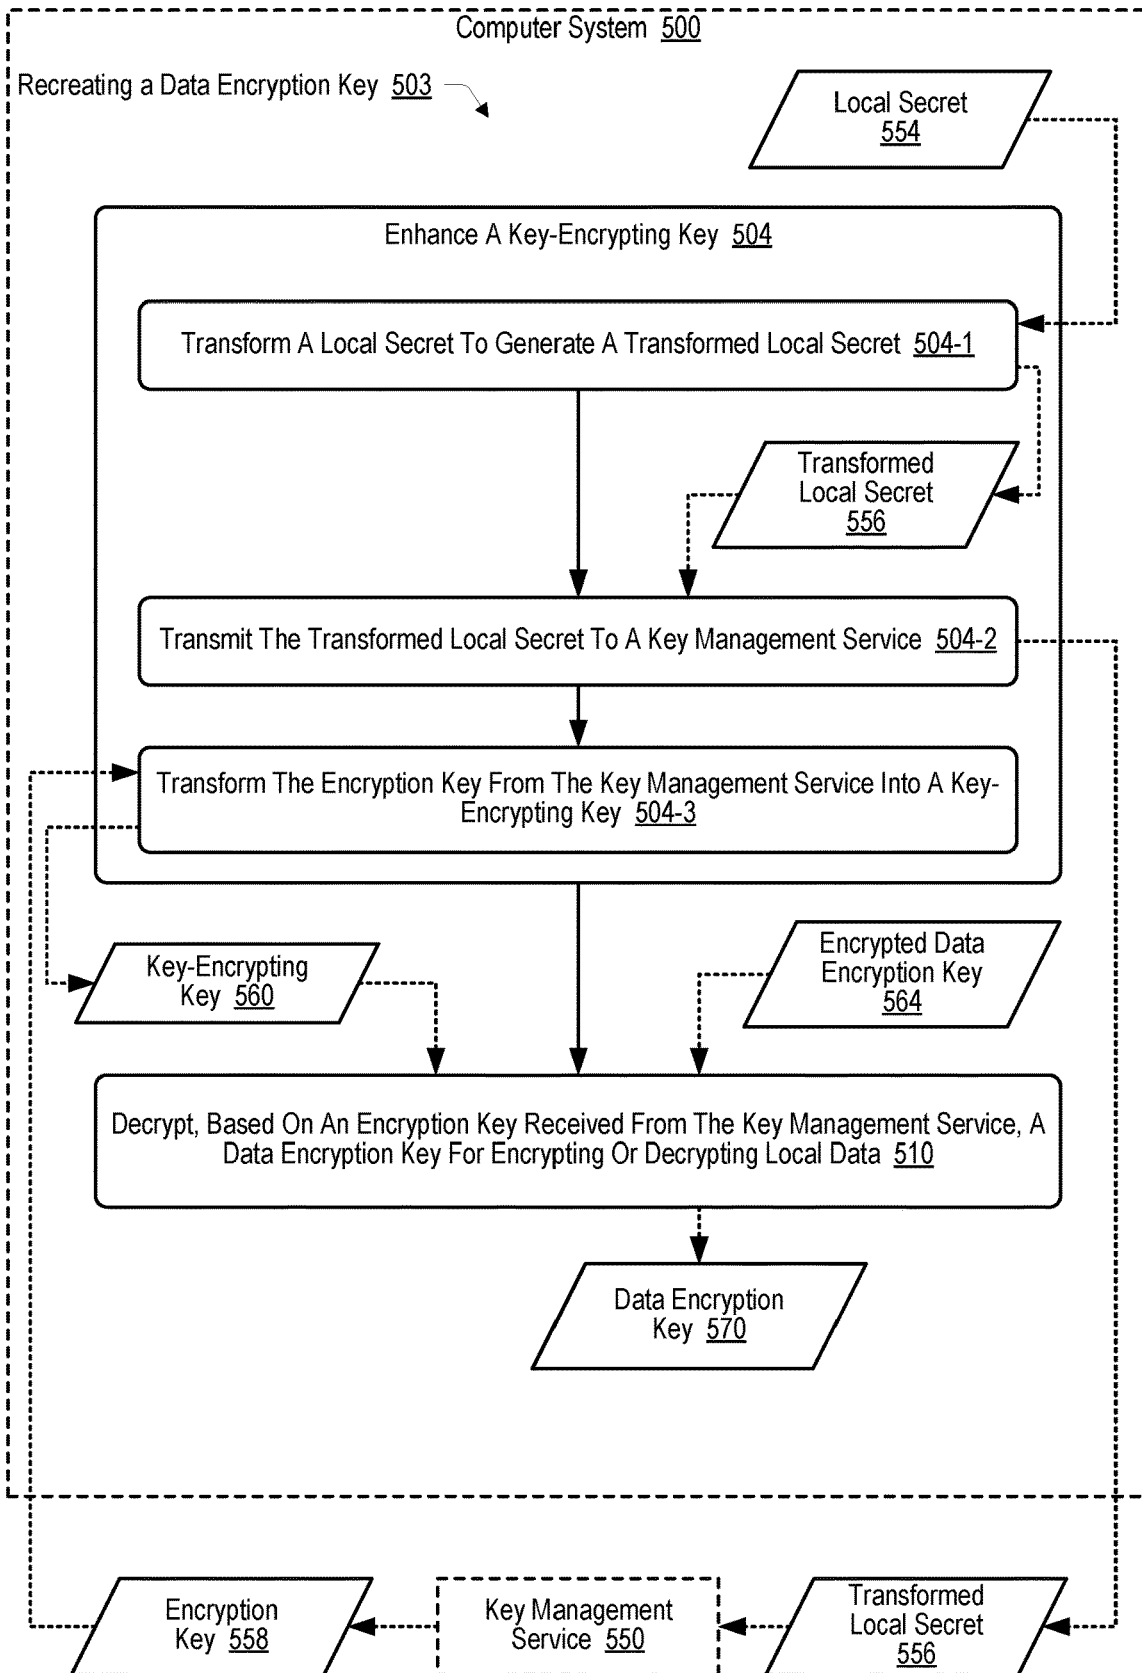 Computer System 500
Recreating a Data Encryption Key 503
Local Secret
554
Enhance A Key-Encrypting Key 504
Transform A Local Secret To Generate A Transformed Local Secret 504-1
Transformed
Local Secret
556
Transmit The Transformed Local Secret To A Key Management Service 504-2
Transform The Encryption Key From The Key Management Service Into A Key-
Encrypting Key 504-3
Key-Encrypting
Key 560
Encrypted Data
Encryption Key
564
Decrypt, Based On An Encryption Key Received From The Key Management Service, A
Data Encryption Key For Encrypting Or Decrypting Local Data 510
Data Encryption
Key 570
Encryption
Key 558
Key Management
Service 550
Transformed
Local Secret
556